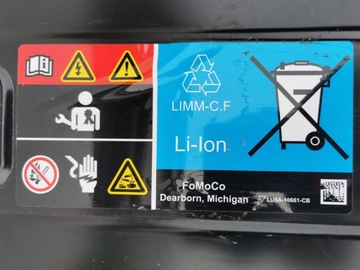 LIMM-C.F
Li-Ion
FoMoCo
Dearborn, Michigan
LU5A-10661-CB